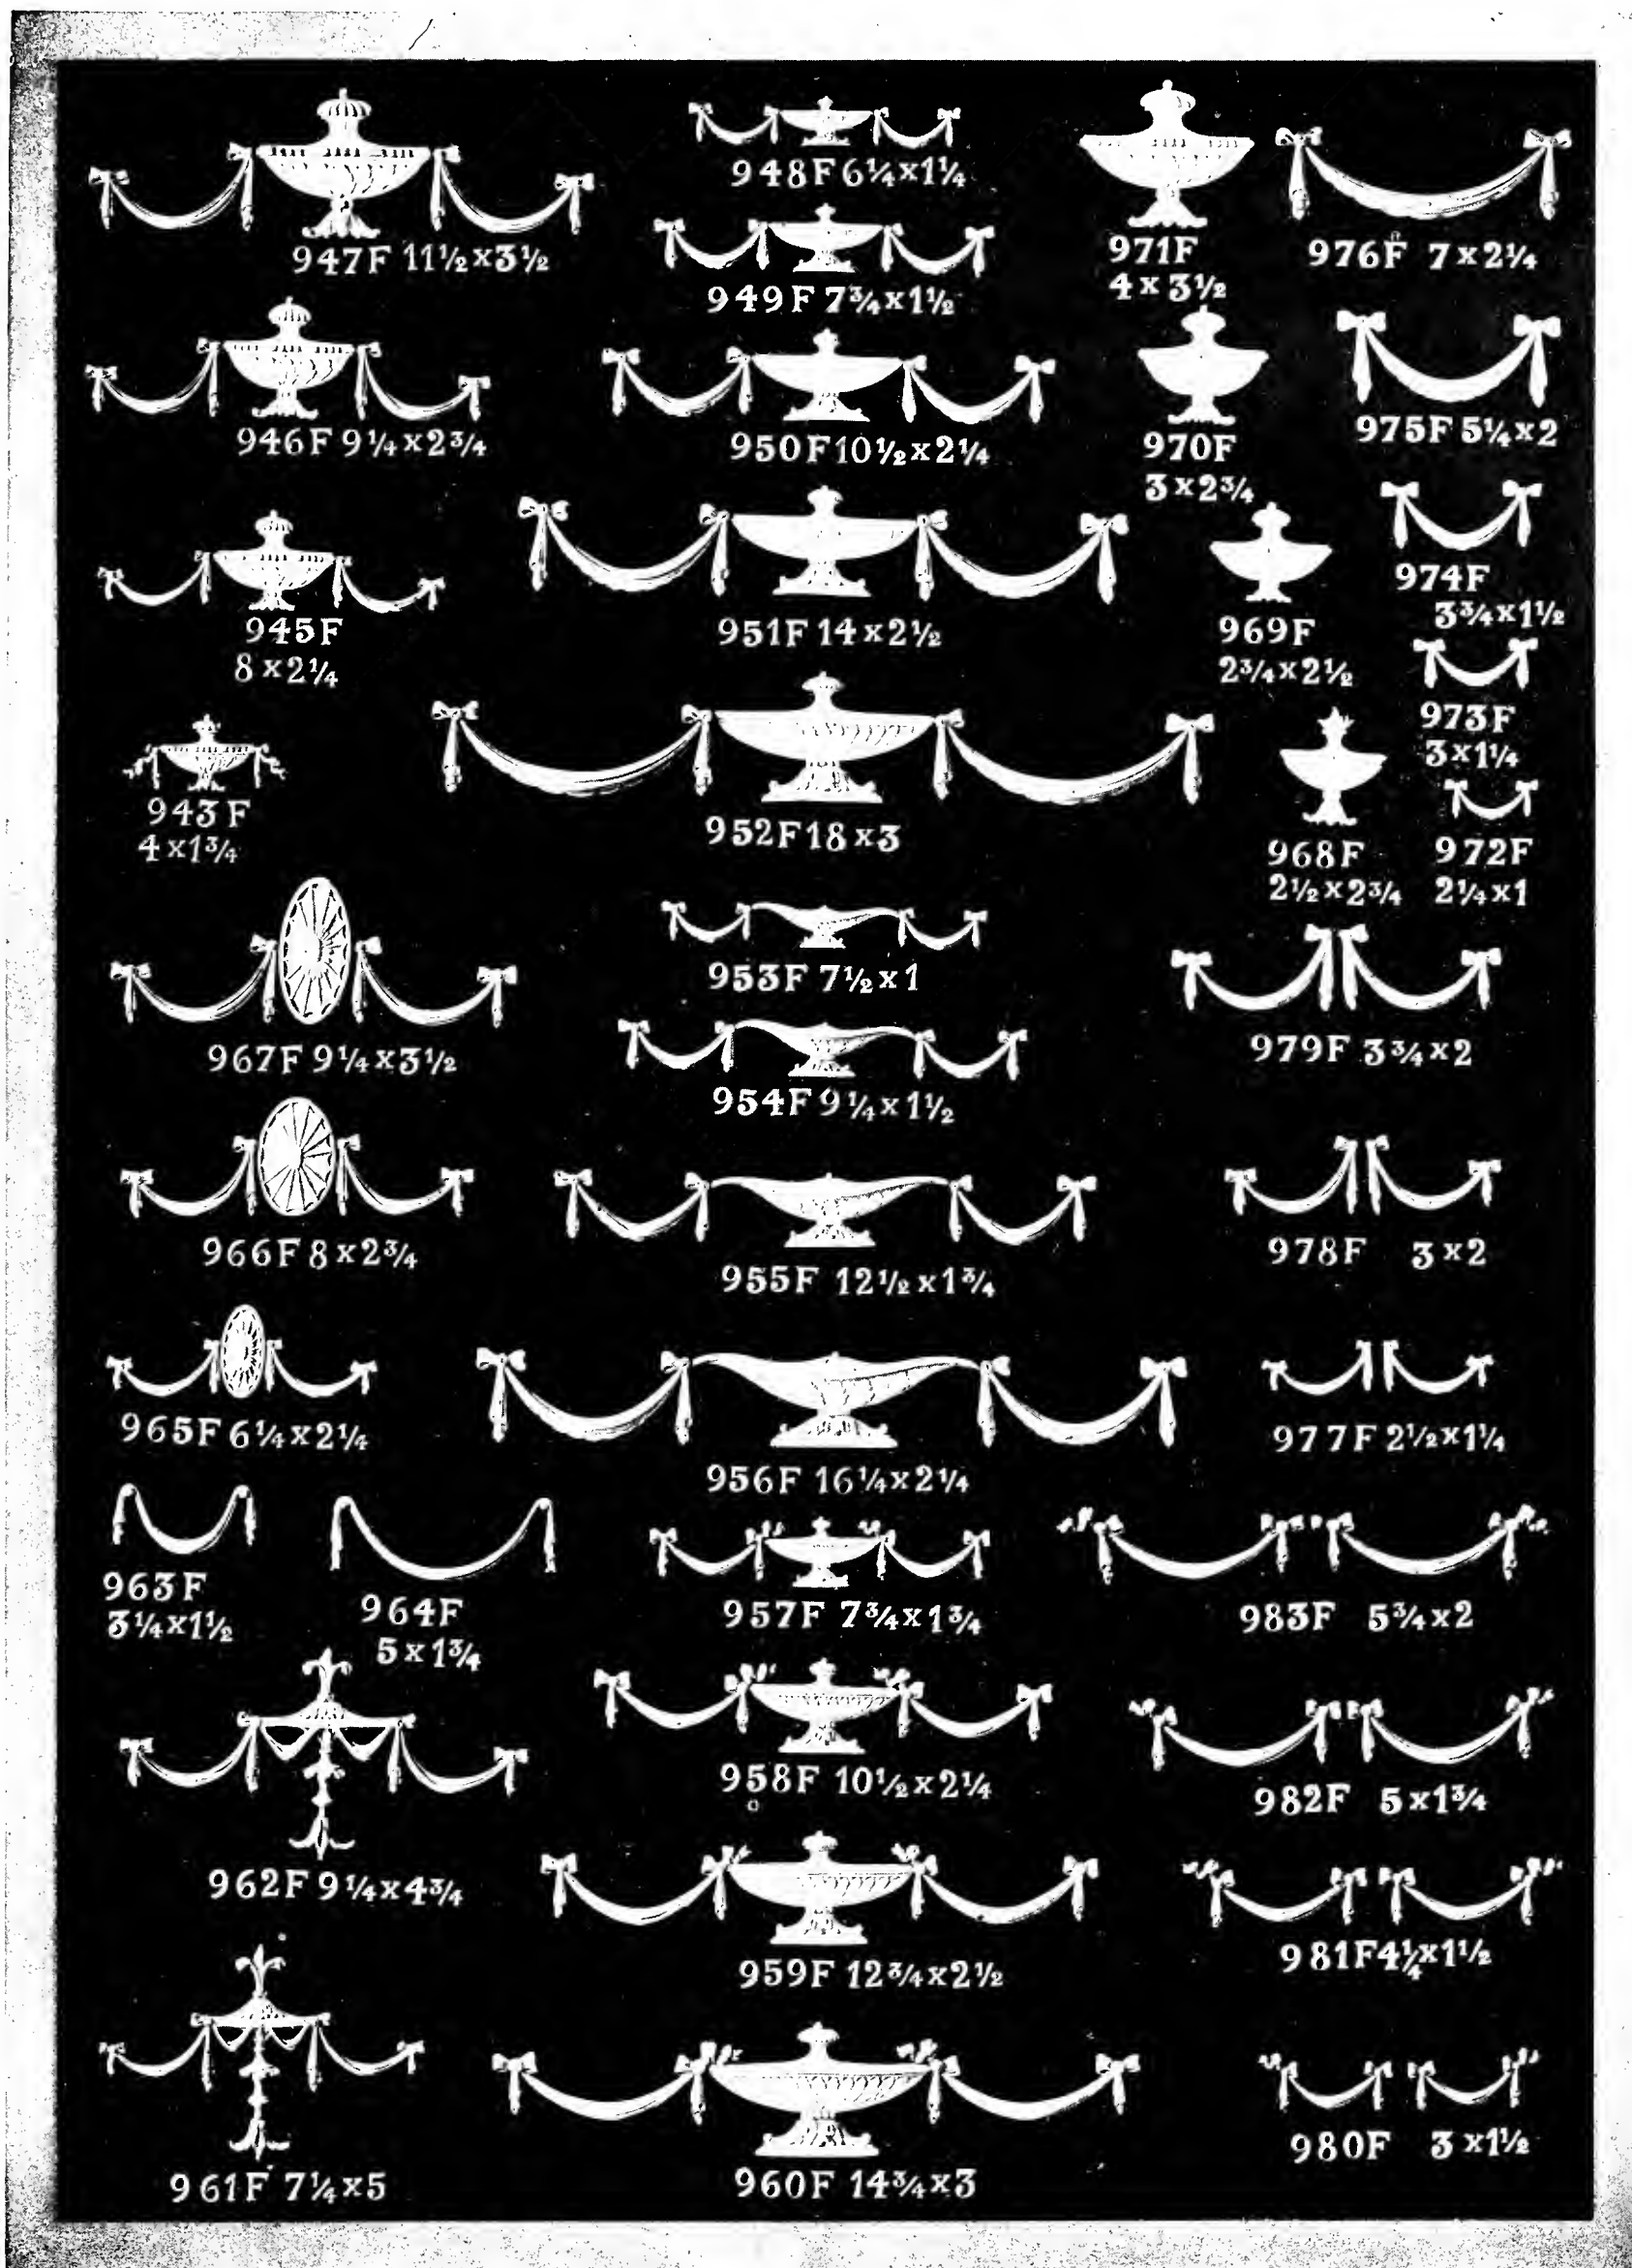 947F 11½x3½
948F 6¼x1¼
949F 7¾x1½
971F
4x3½
976F 7x2¼
946F 9¼x2¾
950F 10½x2¼
970F
3x2¾
975F 5¼x2
945F
8x2¼
951F 14x2½
969F
2¾x2½
974F
3¾x1½
973F
3x1¼
943F
4x1¾
952F 18x3
968F
2½x2¾
972F
2¼x1
967F 9¼x3½
953F 7½x1
954F 9¼x1½
979F 3¾x2
966F 8x2¾
955F 12½x1¾
978F 3x2
965F 6¼x2¼
956F 16¼x2¼
977F 2½x1¼
963F
3¼x1½
964F
5x1¾
957F 7¾x1¾
983F 5¾x2
962F 9¼x4¾
958F 10½x2¼
982F 5x1¾
959F 12¾x2½
981F 4¼x1½
961F 7¼x5
960F 14¾x3
980F 3x1½